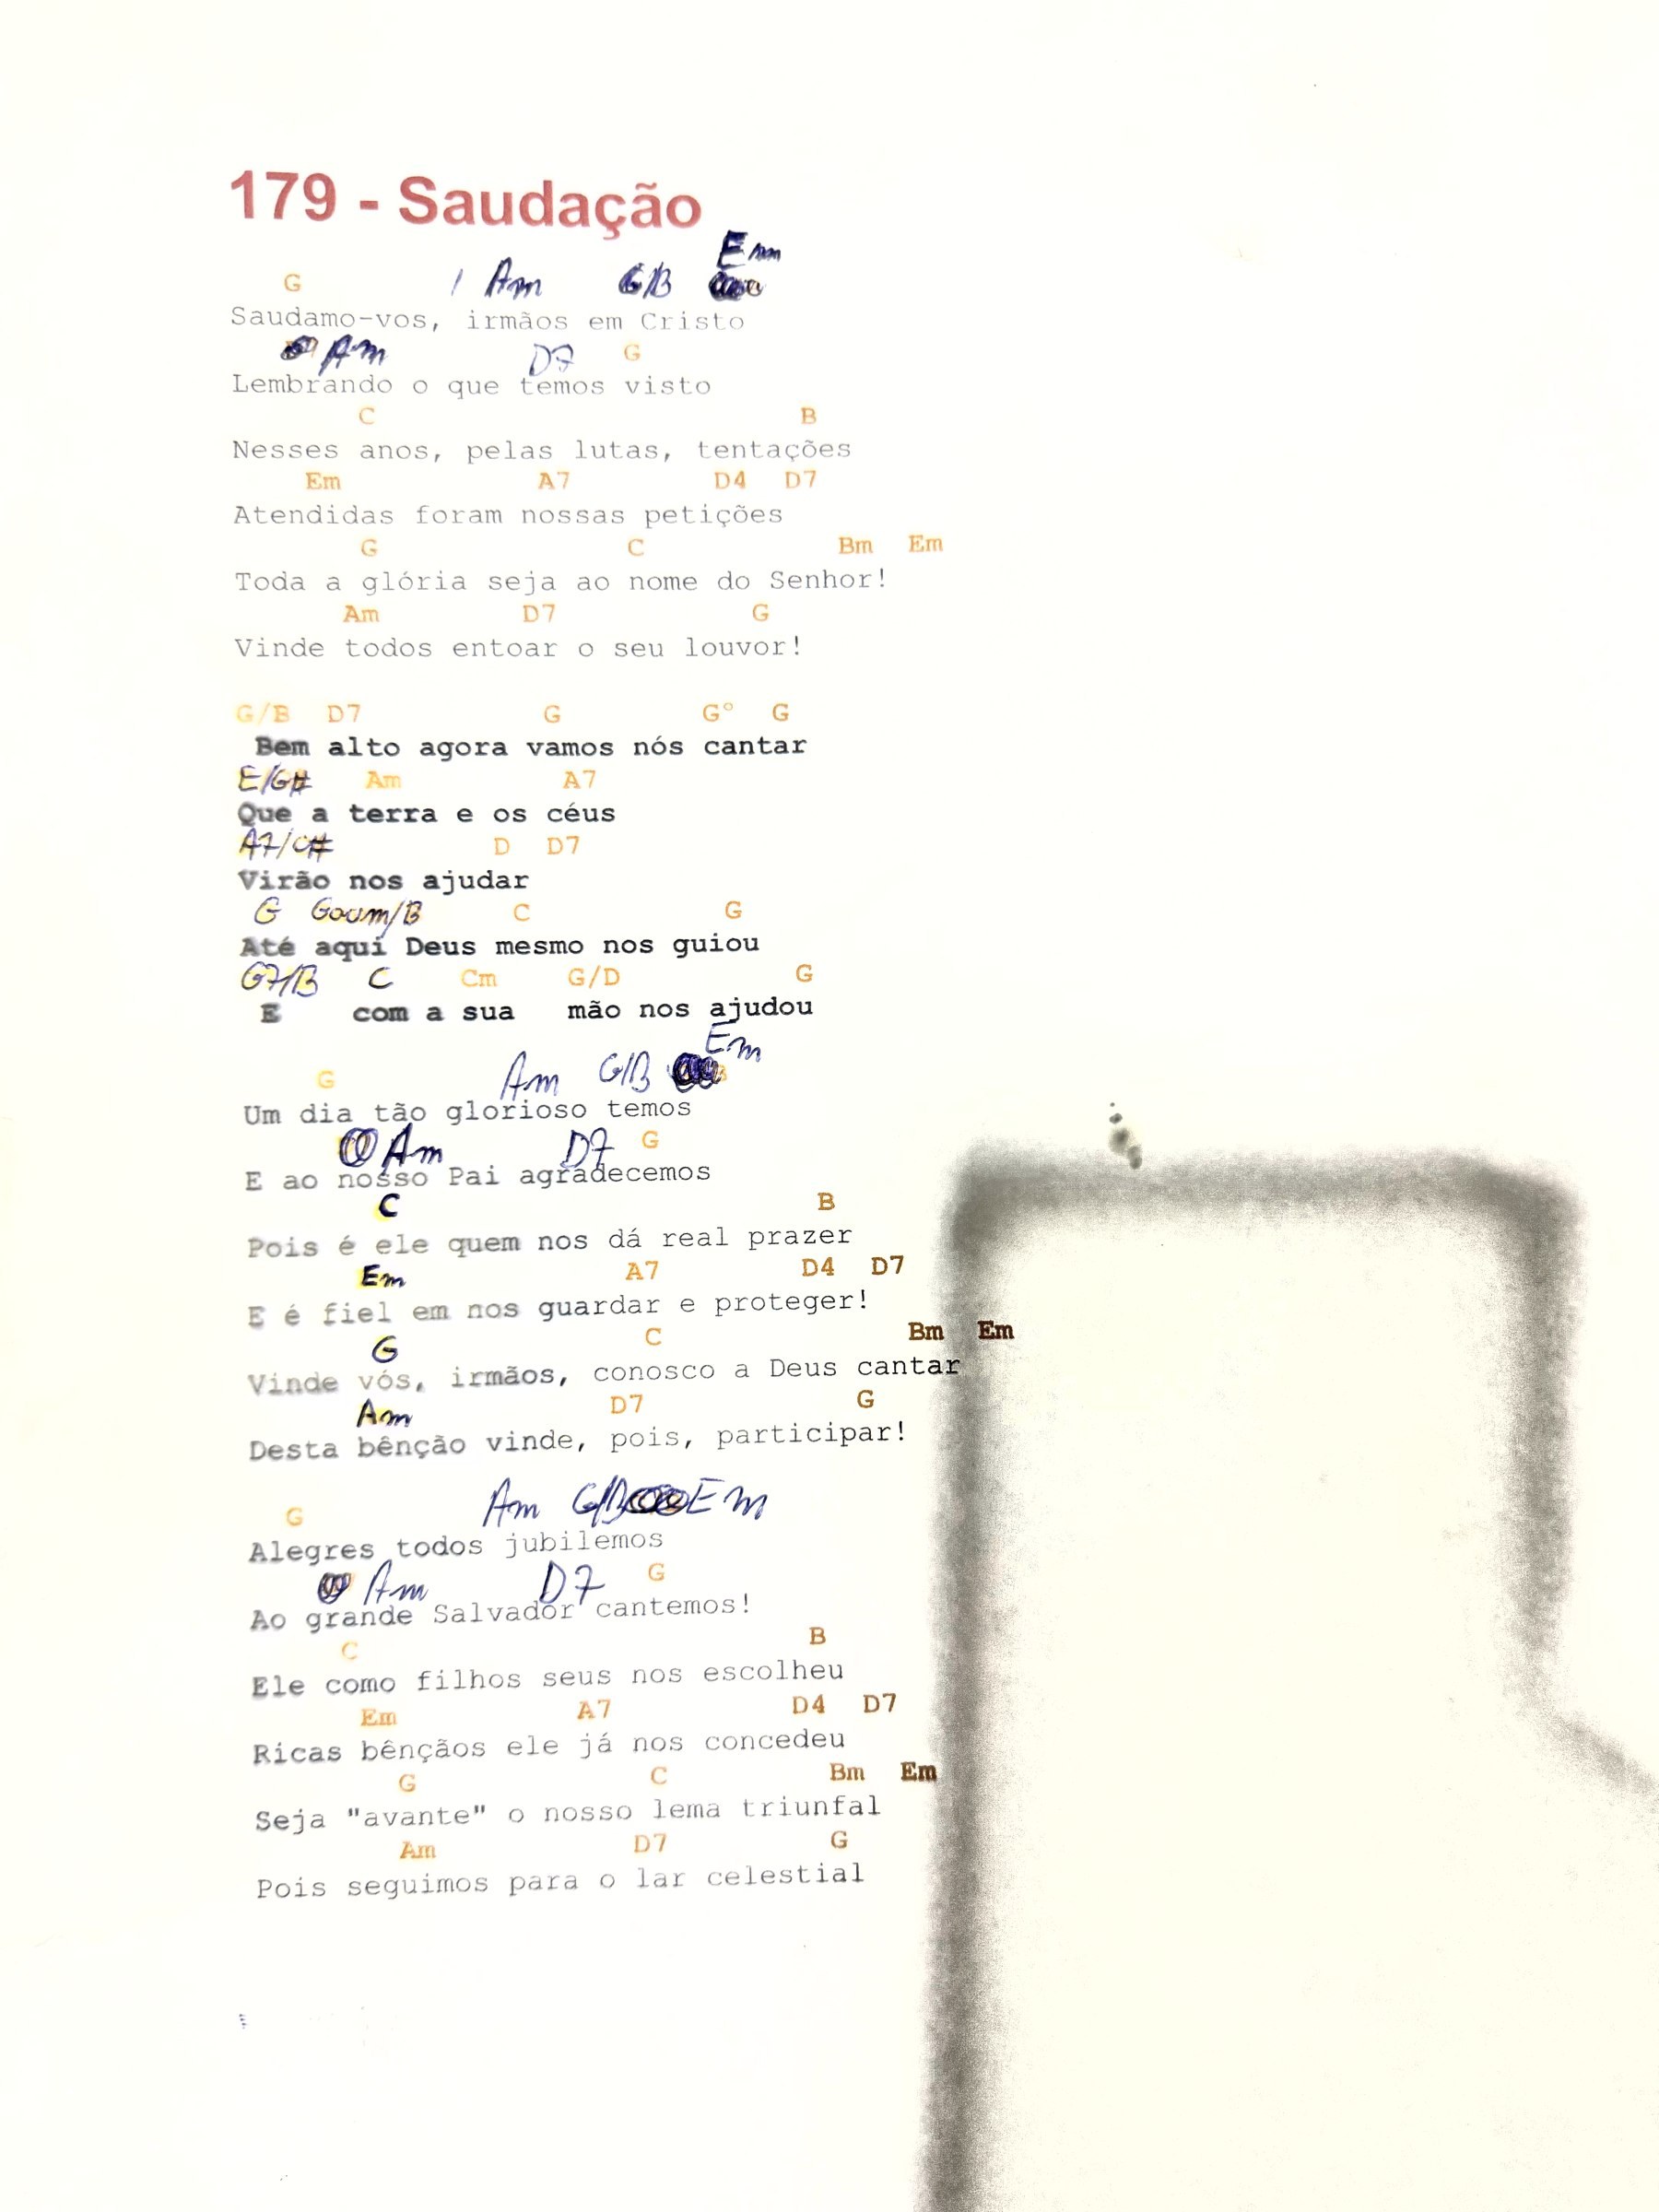 179 - Saudação
Em
G Am G/B
Saudamo-vos, irmãos em Cristo
Am D7 G
Lembrando o que temos visto
C B
Nesses anos, pelas lutas, tentações
Em A7 D4 D7
Atendidas foram nossas petições
G C Bm Em
Toda a glória seja ao nome do Senhor!
Am D7 G
Vinde todos entoar o seu louvor!
G/B D7 G G° G
Bem alto agora vamos nós cantar
E/G# Am A7
Que a terra e os céus
A7/C# D D7
Virão nos ajudar
G C G
Até aqui Deus mesmo nos guiou
G7/B C Cm G/D G
E com a sua mão nos ajudou
Em
G Am G/B
Um dia tão glorioso temos
Am D7 G
E ao nosso Pai agradecemos
C B
Pois é ele quem nos dá real prazer
Em A7 D4 D7
E é fiel em nos guardar e proteger!
G C Bm Em
Vinde vós, irmãos, conosco a Deus cantar
Am D7 G
Desta bênção vinde, pois, participar!
G Am G/B Em
Alegres todos jubilemos
Am D7 G
Ao grande Salvador cantemos!
C B
Ele como filhos seus nos escolheu
Em A7 D4 D7
Ricas bênçãos ele já nos concedeu
G C Bm Em
Seja "avante" o nosso lema triunfal
Am D7 G
Pois seguimos para o lar celestial